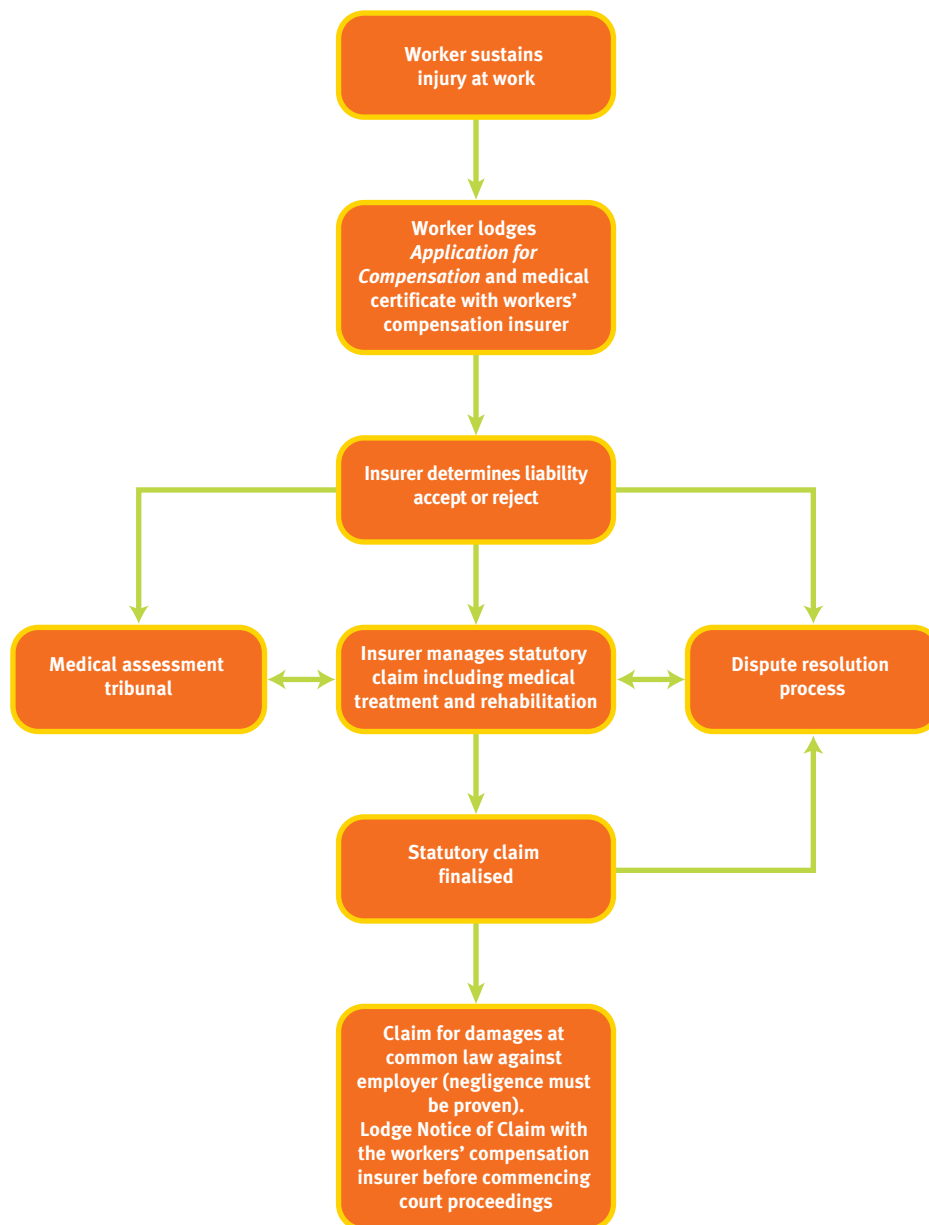 Worker sustains
injury at work
Worker lodges
Application for
Compensation and medical
certificate with workers’
compensation insurer
Insurer determines liability
accept or reject
Medical assessment
tribunal
Insurer manages statutory
claim including medical
treatment and rehabilitation
Dispute resolution
process
Statutory claim
finalised
Claim for damages at
common law against
employer (negligence must
be proven).
Lodge Notice of Claim with
the workers’ compensation
insurer before commencing
court proceedings